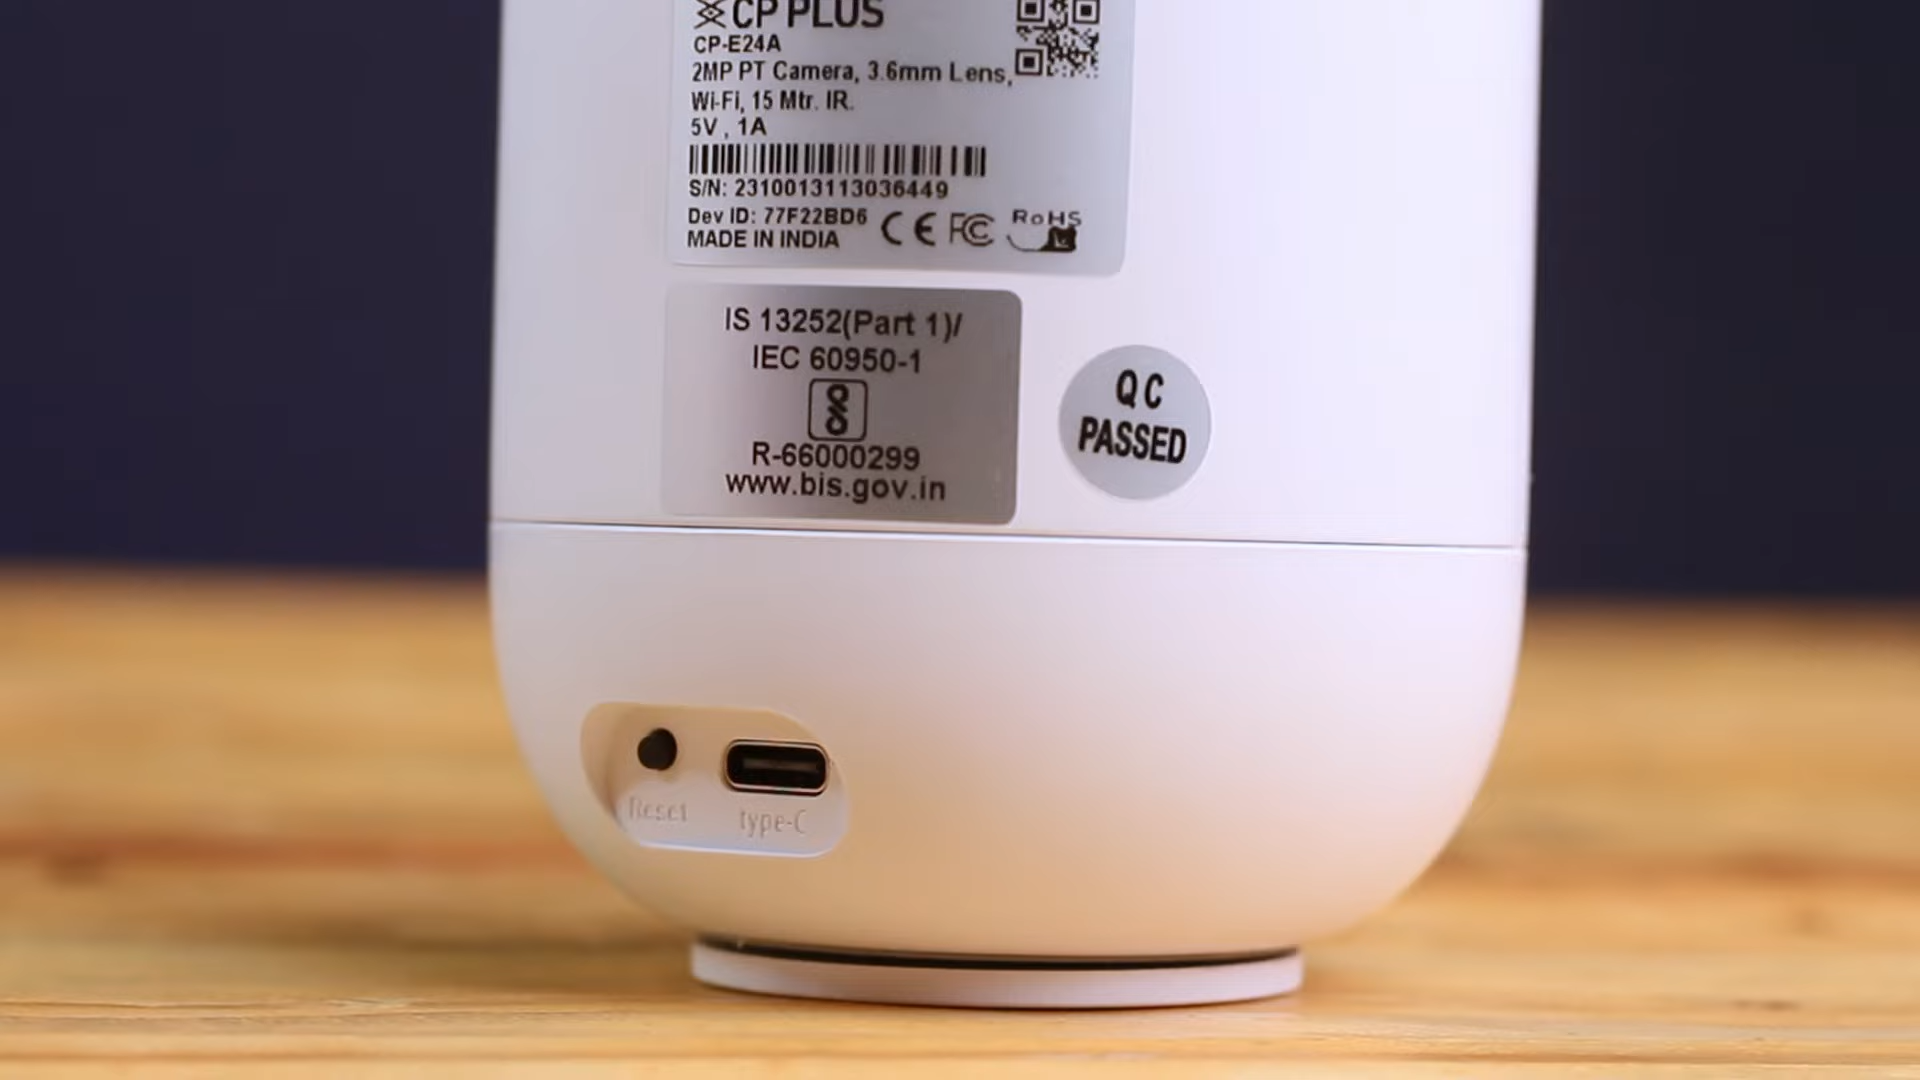 CP PLUS
CP-E24A
2MP PT Camera, 3.6mm Lens,
Wi-Fi, 15 Mtr. IR.
5V , 1A
S/N: 2310013113036449
Dev ID: 77F22BD6
MADE IN INDIA
CE FC RoHS
IS 13252(Part 1)/
IEC 60950-1
R-66000299
www.bis.gov.in
QC
PASSED
Reset
type-C